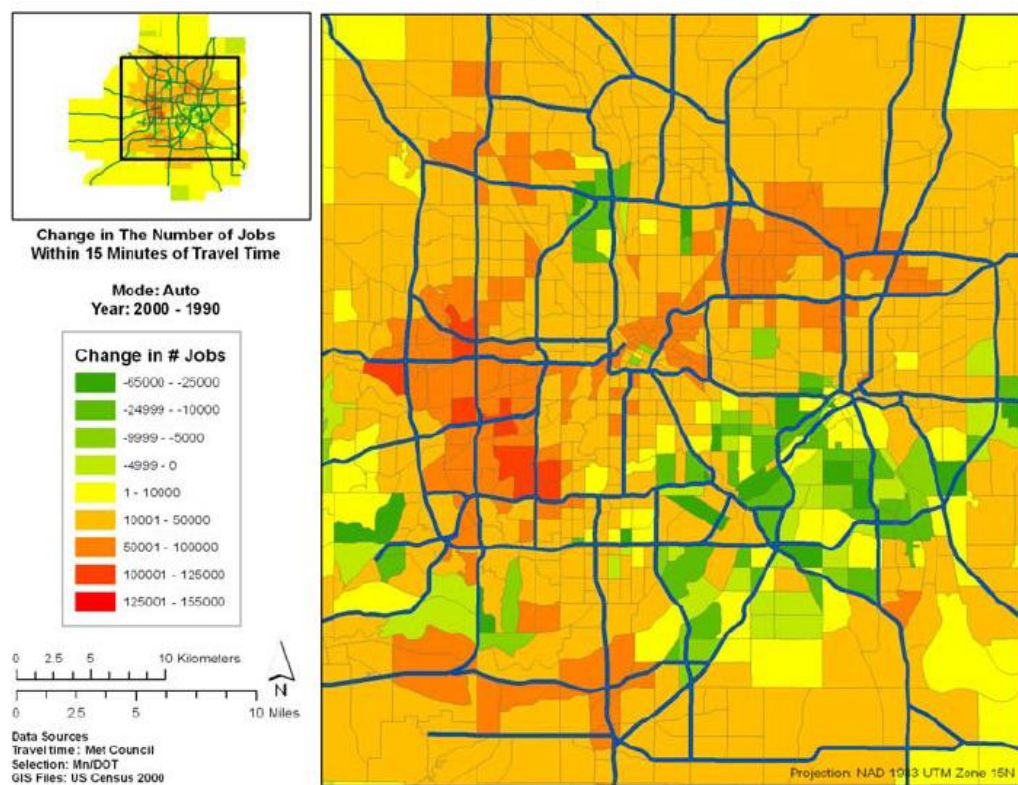 Change in The Number of Jobs
Within 15 Minutes of Travel Time
Mode: Auto
Year: 2000 - 1990
Change in # Jobs
-65000 - -25000
-24999 - -10000
-9999 - -5000
-4999 - 0
1 - 10000
10001 - 50000
50001 - 100000
100001 - 125000
125001 - 155000
0 2.5 5 10 Kilometers
0 2.5 5 10 Miles
N
Data Sources
Travel time: Met Council
Selection: Mn/DOT
GIS Files: US Census 2000
Projection: NAD 1983 UTM Zone 15N